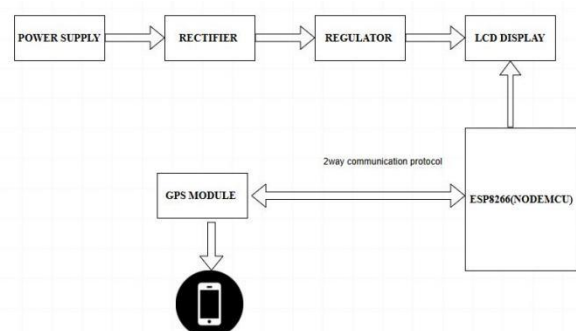 POWER SUPPLY
RECTIFIER
REGULATOR
LCD DISPLAY
2way communication protocol
GPS MODULE
ESP8266(NODEMCU)